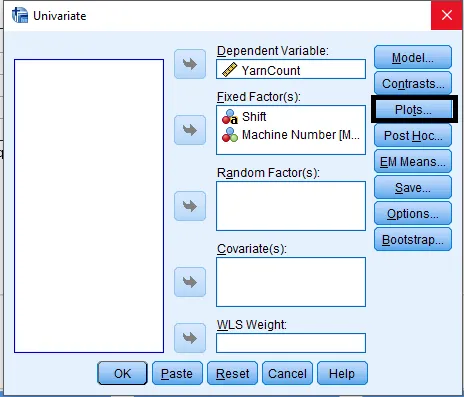 Univariate
Dependent Variable:
YarnCount
Fixed Factor(s):
Shift
Machine Number [M...
Random Factor(s):
Covariate(s):
WLS Weight:
Model...
Contrasts...
Plots...
Post Hoc...
EM Means...
Save...
Options...
Bootstrap...
OK Paste Reset Cancel Help